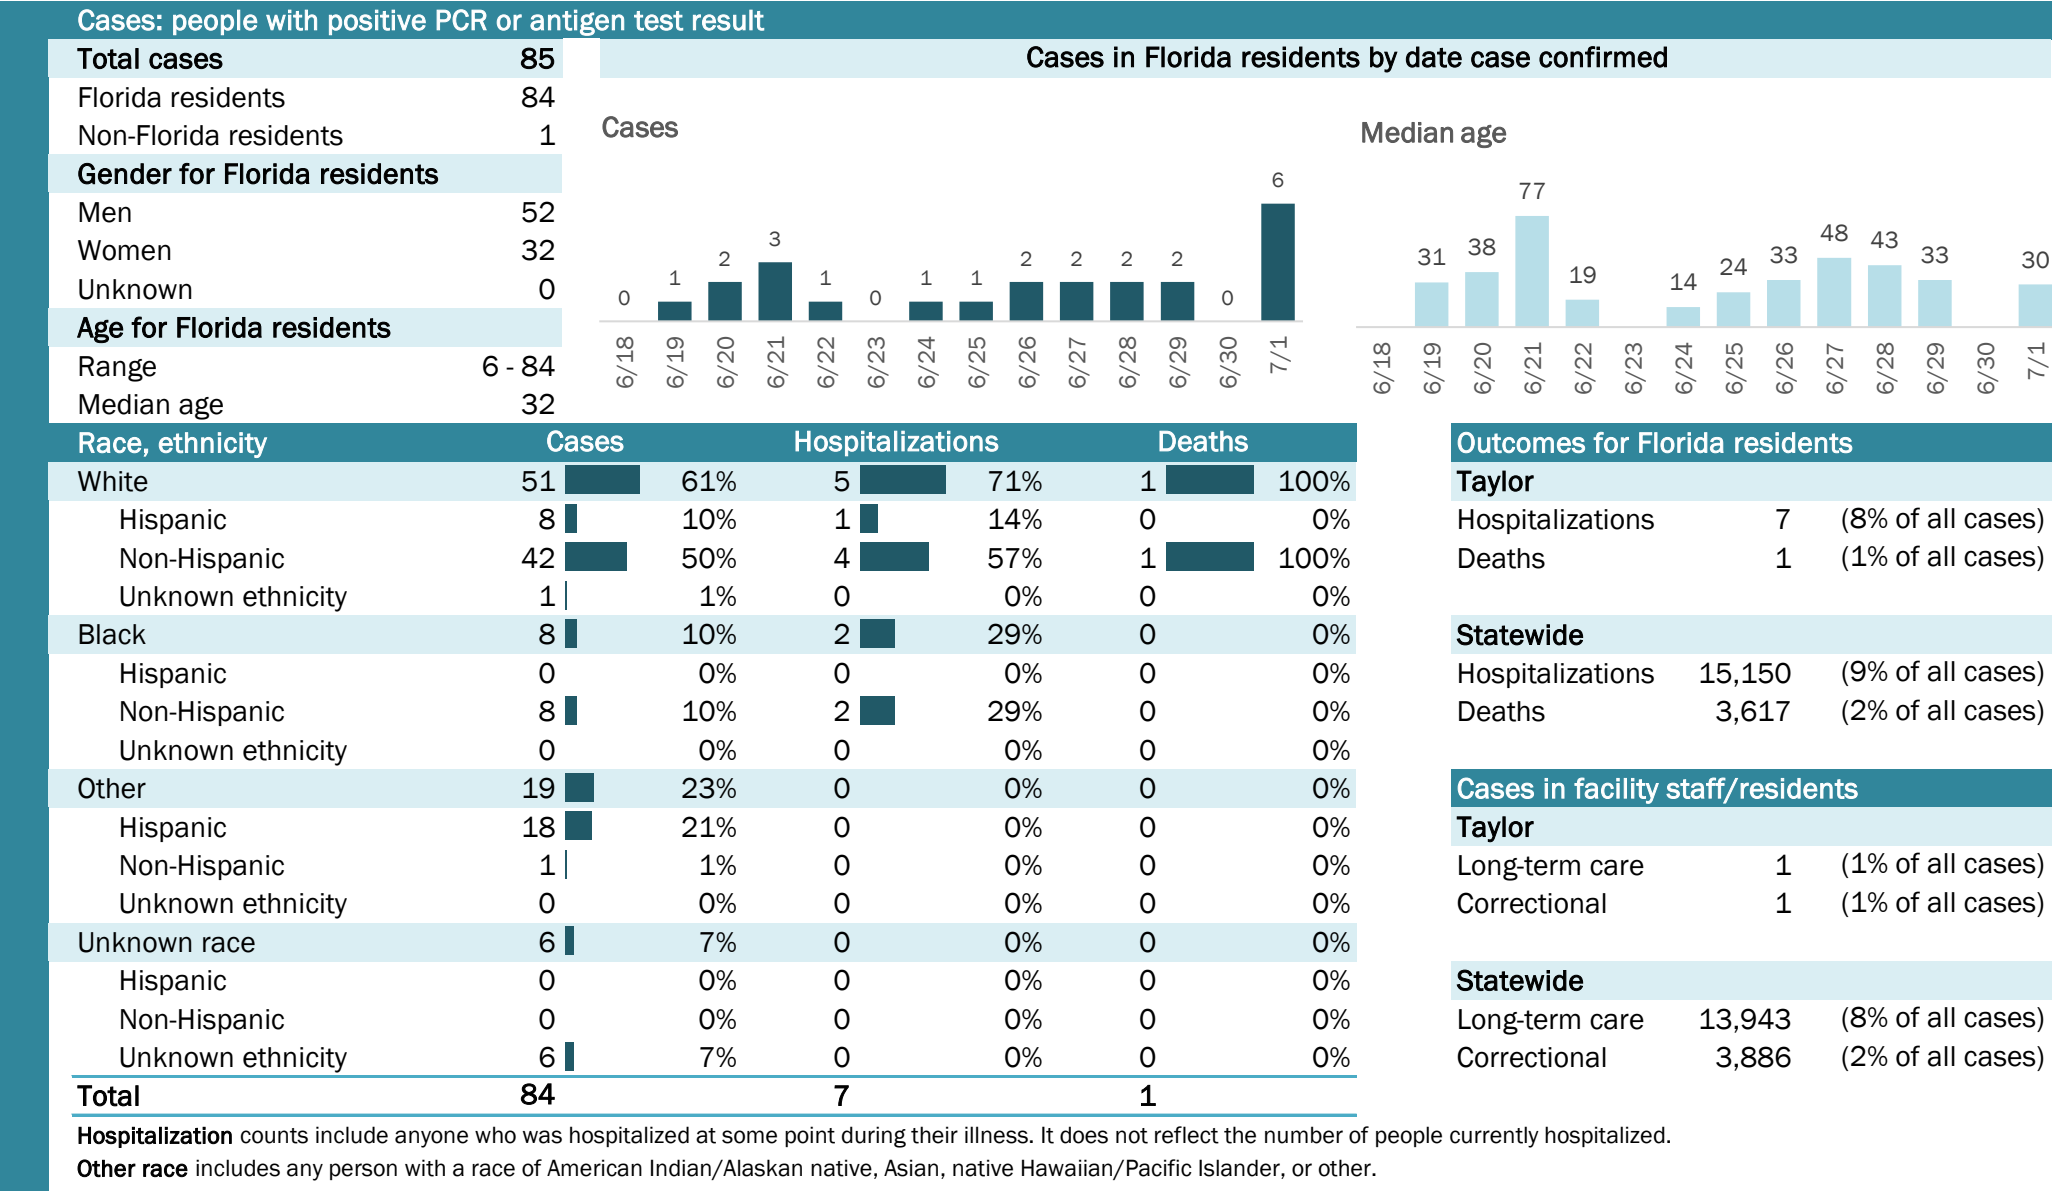 Cases: people with positive PCR or antigen test result
Total cases 85
Florida residents 84
Non-Florida residents 1
Gender for Florida residents
Men 52
Women 32
Unknown 0
Age for Florida residents
Range 6 - 84
Median age 32
Cases in Florida residents by date case confirmed
Cases
0 1 2 3 1 0 1 1 2 2 2 2 0 6
6/18 6/19 6/20 6/21 6/22 6/23 6/24 6/25 6/26 6/27 6/28 6/29 6/30 7/1
Median age
31 38 77 19 14 24 33 48 43 33 30
6/18 6/19 6/20 6/21 6/22 6/23 6/24 6/25 6/26 6/27 6/28 6/29 6/30 7/1
Race, ethnicity Cases Hospitalizations Deaths
White 51 61% 5 71% 1 100%
Hispanic 8 10% 1 14% 0 0%
Non-Hispanic 42 50% 4 57% 1 100%
Unknown ethnicity 1 1% 0 0% 0 0%
Black 8 10% 2 29% 0 0%
Hispanic 0 0% 0 0% 0 0%
Non-Hispanic 8 10% 2 29% 0 0%
Unknown ethnicity 0 0% 0 0% 0 0%
Other 19 23% 0 0% 0 0%
Hispanic 18 21% 0 0% 0 0%
Non-Hispanic 1 1% 0 0% 0 0%
Unknown ethnicity 0 0% 0 0% 0 0%
Unknown race 6 7% 0 0% 0 0%
Hispanic 0 0% 0 0% 0 0%
Non-Hispanic 0 0% 0 0% 0 0%
Unknown ethnicity 6 7% 0 0% 0 0%
Total 84 7 1
Outcomes for Florida residents
Taylor
Hospitalizations 7 (8% of all cases)
Deaths 1 (1% of all cases)
Statewide
Hospitalizations 15,150 (9% of all cases)
Deaths 3,617 (2% of all cases)
Cases in facility staff/residents
Taylor
Long-term care 1 (1% of all cases)
Correctional 1 (1% of all cases)
Statewide
Long-term care 13,943 (8% of all cases)
Correctional 3,886 (2% of all cases)
Hospitalization counts include anyone who was hospitalized at some point during their illness. It does not reflect the number of people currently hospitalized.
Other race includes any person with a race of American Indian/Alaskan native, Asian, native Hawaiian/Pacific Islander, or other.